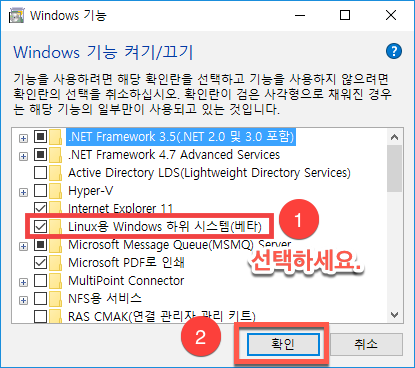 Windows 기능
Windows 기능 켜기/끄기
기능을 사용하려면 해당 확인란을 선택하고 기능을 사용하지 않으려면
확인란의 선택을 취소하십시오. 확인란이 검은 사각형으로 채워진 경우
는 해당 기능의 일부만이 사용되고 있는 것입니다.
.NET Framework 3.5(.NET 2.0 및 3.0 포함)
.NET Framework 4.7 Advanced Services
Active Directory LDS(Lightweight Directory Services)
Hyper-V
Internet Explorer 11
Linux용 Windows 하위 시스템(베타)
1
Microsoft Message Queue(MSMQ) Server
Microsoft PDF로 인쇄
선택하세요.
MultiPoint Connector
NFS용 서비스
RAS CMAK(연결 관리자 관리 키트)
2
확인
취소